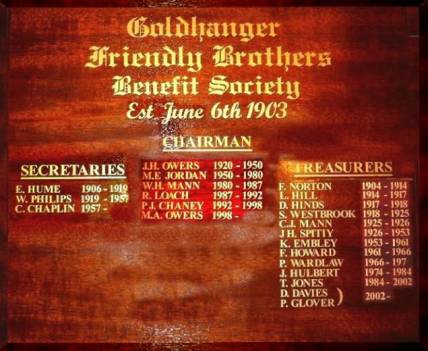 Goldhanger
Friendly Brothers
Benefit Society
Est June 6th 1903
CHAIRMAN
J.H. OWERS 1920 - 1950
M.E JORDAN 1950 - 1980
W.H. MANN 1980 - 1987
R. LOACH 1987 - 1992
P.J. CHANEY 1992 - 1998
M.A. OWERS 1998 -
SECRETARIES
E. HUME 1906 - 1919
W. PHILIPS 1919 - 1957
C. CHAPLIN 1957 -
TREASURERS
F. NORTON 1904 - 1914
L. HILL 1914 - 1917
D. HINDS 1917 - 1918
S. WESTBROOK 1918 - 1925
C.J. MANN 1925 - 1926
J H. SPITTY 1926 - 1953
K. EMBLEY 1953 - 1961
F. HOWARD 1961 - 1966
P. WARDLAW 1966 - 197
J. HULBERT 1974 - 1984
T. JONES 1984 - 2002
D. DAVIES
P. GLOVER ) 2002 -